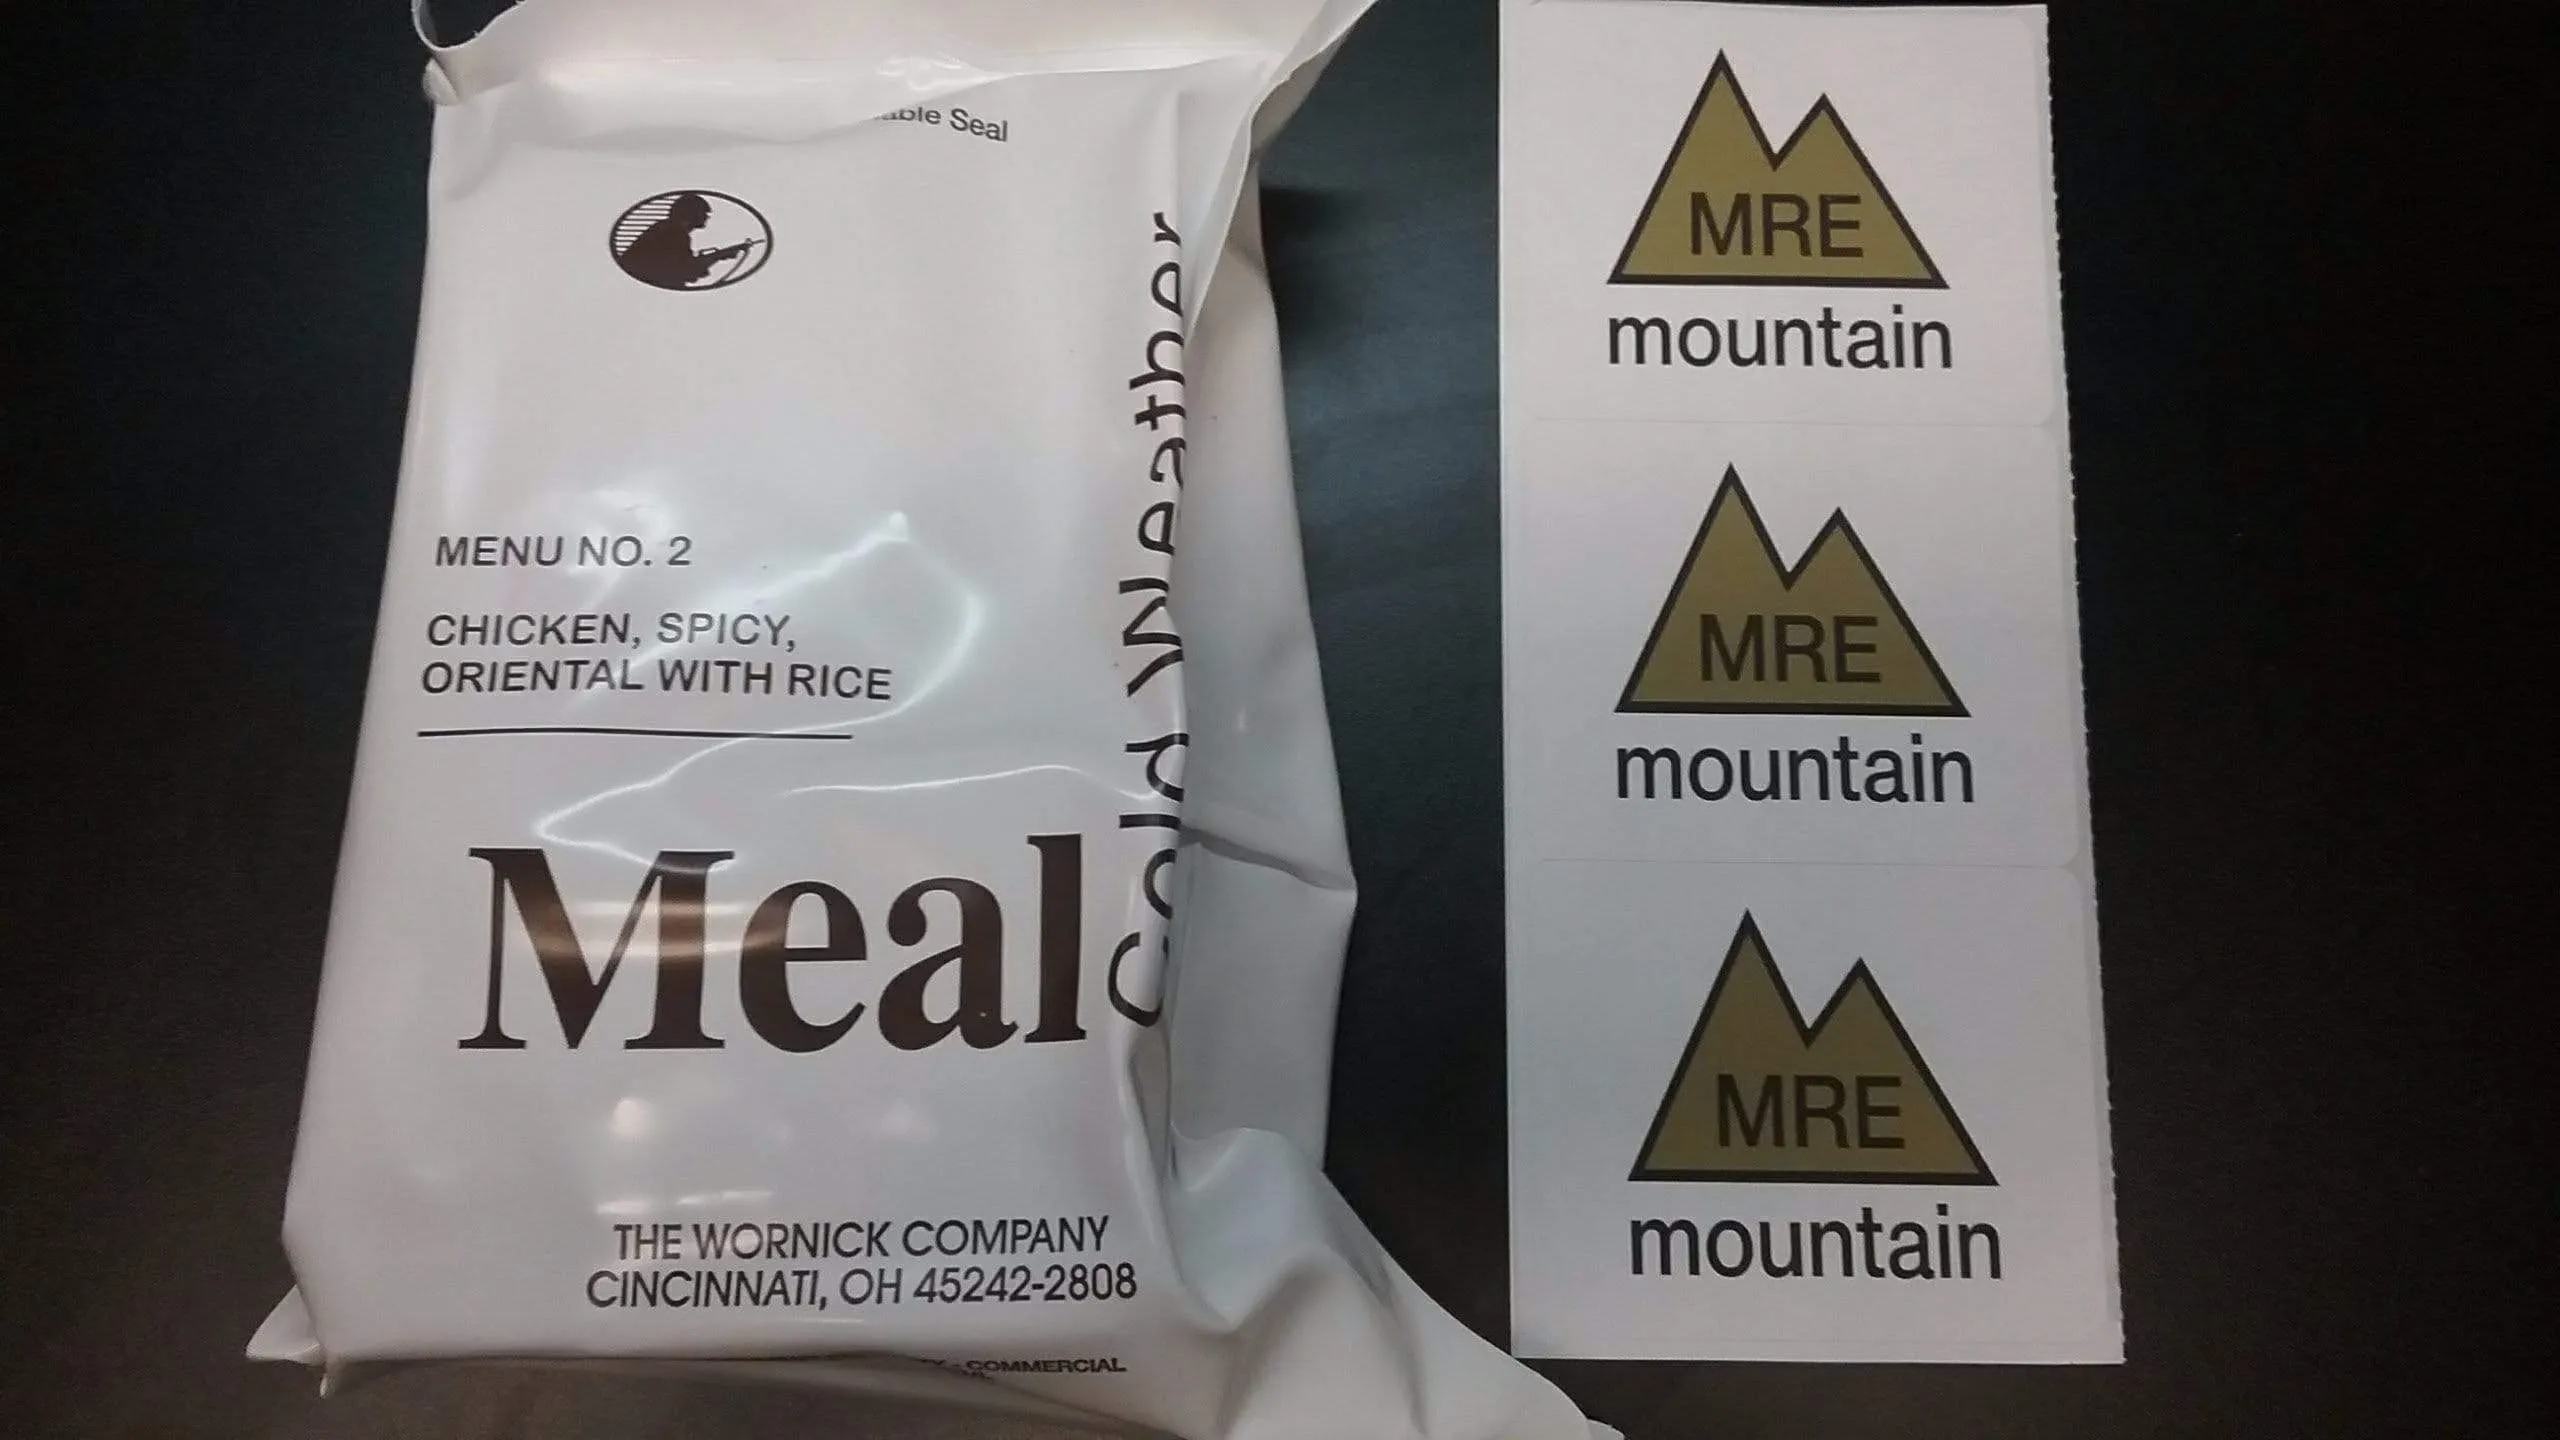 Seal
MENU NO. 2
CHICKEN, SPICY,
ORIENTAL WITH RICE
Meal
Cold Weather
THE WORNICK COMPANY
CINCINNATI, OH 45242-2808
COMMERCIAL
MRE
mountain
MRE
mountain
MRE
mountain